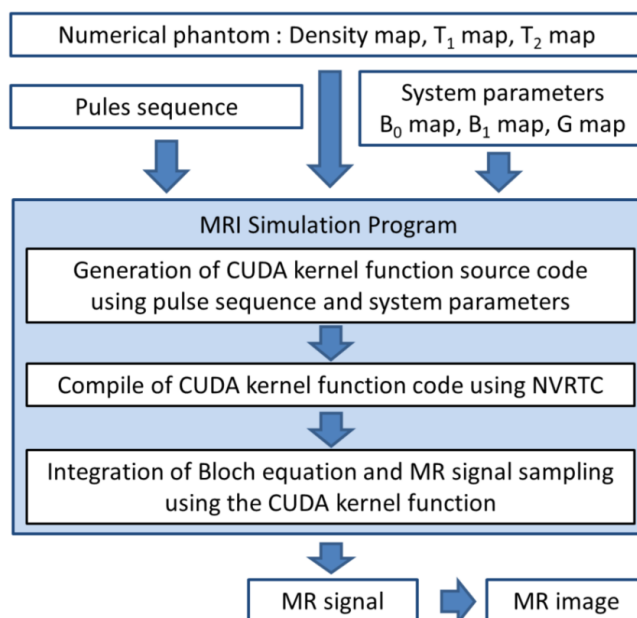 Numerical phantom : Density map, T₁ map, T₂ map
Pules sequence
System parameters
B₀ map, B₁ map, G map
MRI Simulation Program
Generation of CUDA kernel function source code
using pulse sequence and system parameters
Compile of CUDA kernel function code using NVRTC
Integration of Bloch equation and MR signal sampling
using the CUDA kernel function
MR signal
MR image